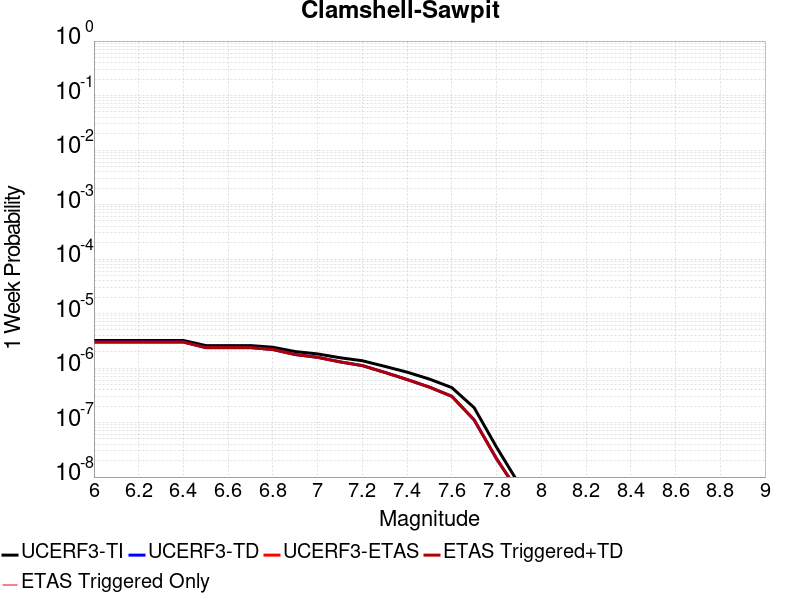 Clamshell-Sawpit
10^0
10^-1
10^-2
10^-3
10^-4
10^-5
10^-6
10^-7
10^-8
1 Week Probability
6 6.2 6.4 6.6 6.8 7 7.2 7.4 7.6 7.8 8 8.2 8.4 8.6 8.8 9
Magnitude
UCERF3-TI UCERF3-TD UCERF3-ETAS ETAS Triggered+TD
ETAS Triggered Only